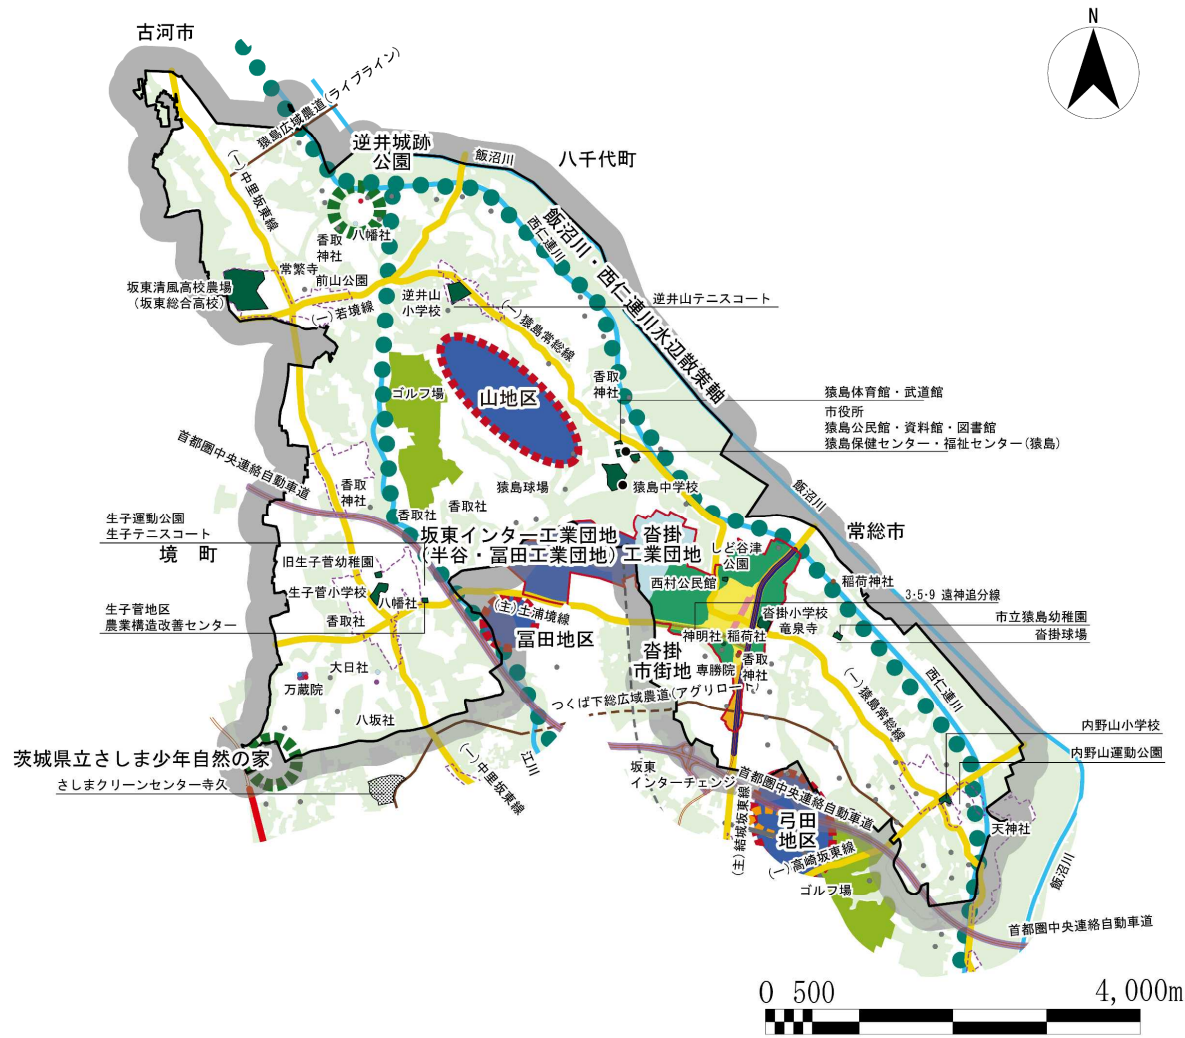 古河市
N
猿島広域農道(ライブライン)
逆井城跡
公園
飯沼川
八千代町
(一)中里坂東線
飯沼川・西仁連川水辺散策軸
西仁連川
香取
神社
八幡社
常繁寺
前山公園
坂東清風高校農場
(坂東総合高校)
(一)若境線
逆井山
小学校
逆井山テニスコート
(一)猿島常総線
山地区
ゴルフ場
香取
神社
猿島体育館・武道館
市役所
猿島公民館・資料館・図書館
猿島保健センター・福祉センター(猿島)
首都圏中央連絡自動車道
香取
神社
香取社
香取社
猿島球場
猿島中学校
飯沼川
生子運動公園
生子テニスコート
境 町
坂東インター工業団地
(半谷・冨田工業団地)
沓掛
工業団地
しど谷津
公園
常総市
旧生子菅幼稚園
生子菅小学校
八幡社
香取社
西村公民館
稲荷神社
3・5・9 遠神追分線
生子菅地区
農業構造改善センター
(主)土浦境線
冨田地区
沓掛小学校
竜泉寺
市立猿島幼稚園
沓掛球場
神明社
稲荷社
沓掛
市街地
専勝院
香取
神社
大日社
万蔵院
八坂社
つくば下総広域農道(アグリロード)
(一)猿島常総線
西仁連川
茨城県立さしま少年自然の家
さしまクリーンセンター寺久
(一)中里坂東線
江川
坂東
インターチェンジ
首都圏中央連絡自動車道
内野山小学校
内野山運動公園
(主)結城坂東線
弓田
地区
(一)高崎坂東線
ゴルフ場
天神社
飯沼川
首都圏中央連絡自動車道
0 500 4,000m